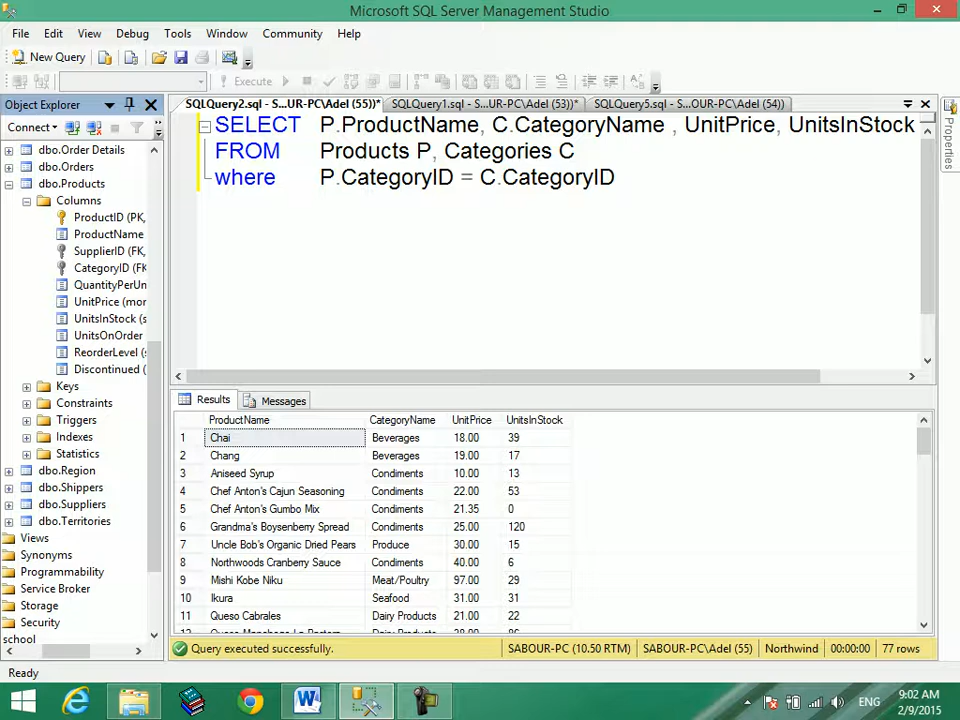 Microsoft SQL Server Management Studio
File Edit View Debug Tools Window Community Help
New Query
Execute
Object Explorer
SQLQuery2.sql - S...UR-PC\Adel (55))*
SQLQuery1.sql - S...UR-PC\Adel (53))*
SQLQuery5.sql - S...OUR-PC\Adel (54))
Connect
dbo.Order Details
dbo.Orders
dbo.Products
Columns
ProductID (PK,
ProductName
SupplierID (FK,
CategoryID (FK
QuantityPerUn
UnitPrice (mor
UnitsInStock (s
UnitsOnOrder
ReorderLevel (s
Discontinued (
Keys
Constraints
Triggers
Indexes
Statistics
dbo.Region
dbo.Shippers
dbo.Suppliers
dbo.Territories
Views
Synonyms
Programmability
Service Broker
Storage
Security
school
SELECT P.ProductName, C.CategoryName , UnitPrice, UnitsInStock
FROM Products P, Categories C
where P.CategoryID = C.CategoryID
Properties
Results Messages
ProductName CategoryName UnitPrice UnitsInStock
1 Chai Beverages 18.00 39
2 Chang Beverages 19.00 17
3 Aniseed Syrup Condiments 10.00 13
4 Chef Anton's Cajun Seasoning Condiments 22.00 53
5 Chef Anton's Gumbo Mix Condiments 21.35 0
6 Grandma's Boysenberry Spread Condiments 25.00 120
7 Uncle Bob's Organic Dried Pears Produce 30.00 15
8 Northwoods Cranberry Sauce Condiments 40.00 6
9 Mishi Kobe Niku Meat/Poultry 97.00 29
10 Ikura Seafood 31.00 31
11 Queso Cabrales Dairy Products 21.00 22
Query executed successfully.
SABOUR-PC (10.50 RTM) SABOUR-PC\Adel (55) Northwind 00:00:00 77 rows
Ready
ENG
9:02 AM
2/9/2015